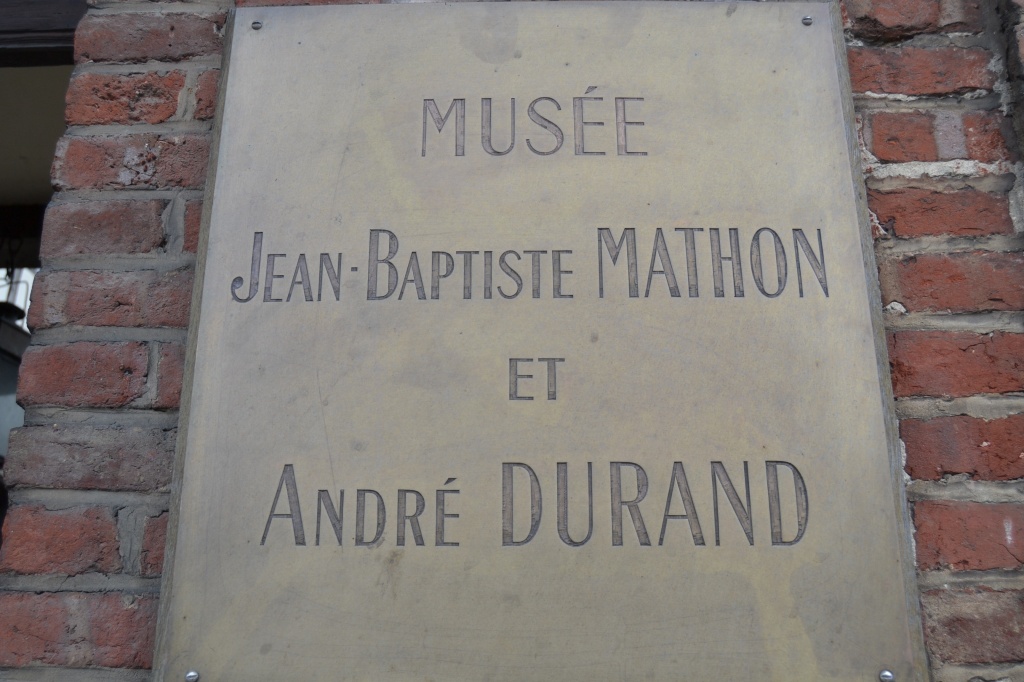 MUSÉE
JEAN-BAPTISTE MATHON
ET
ANDRÉ DURAND